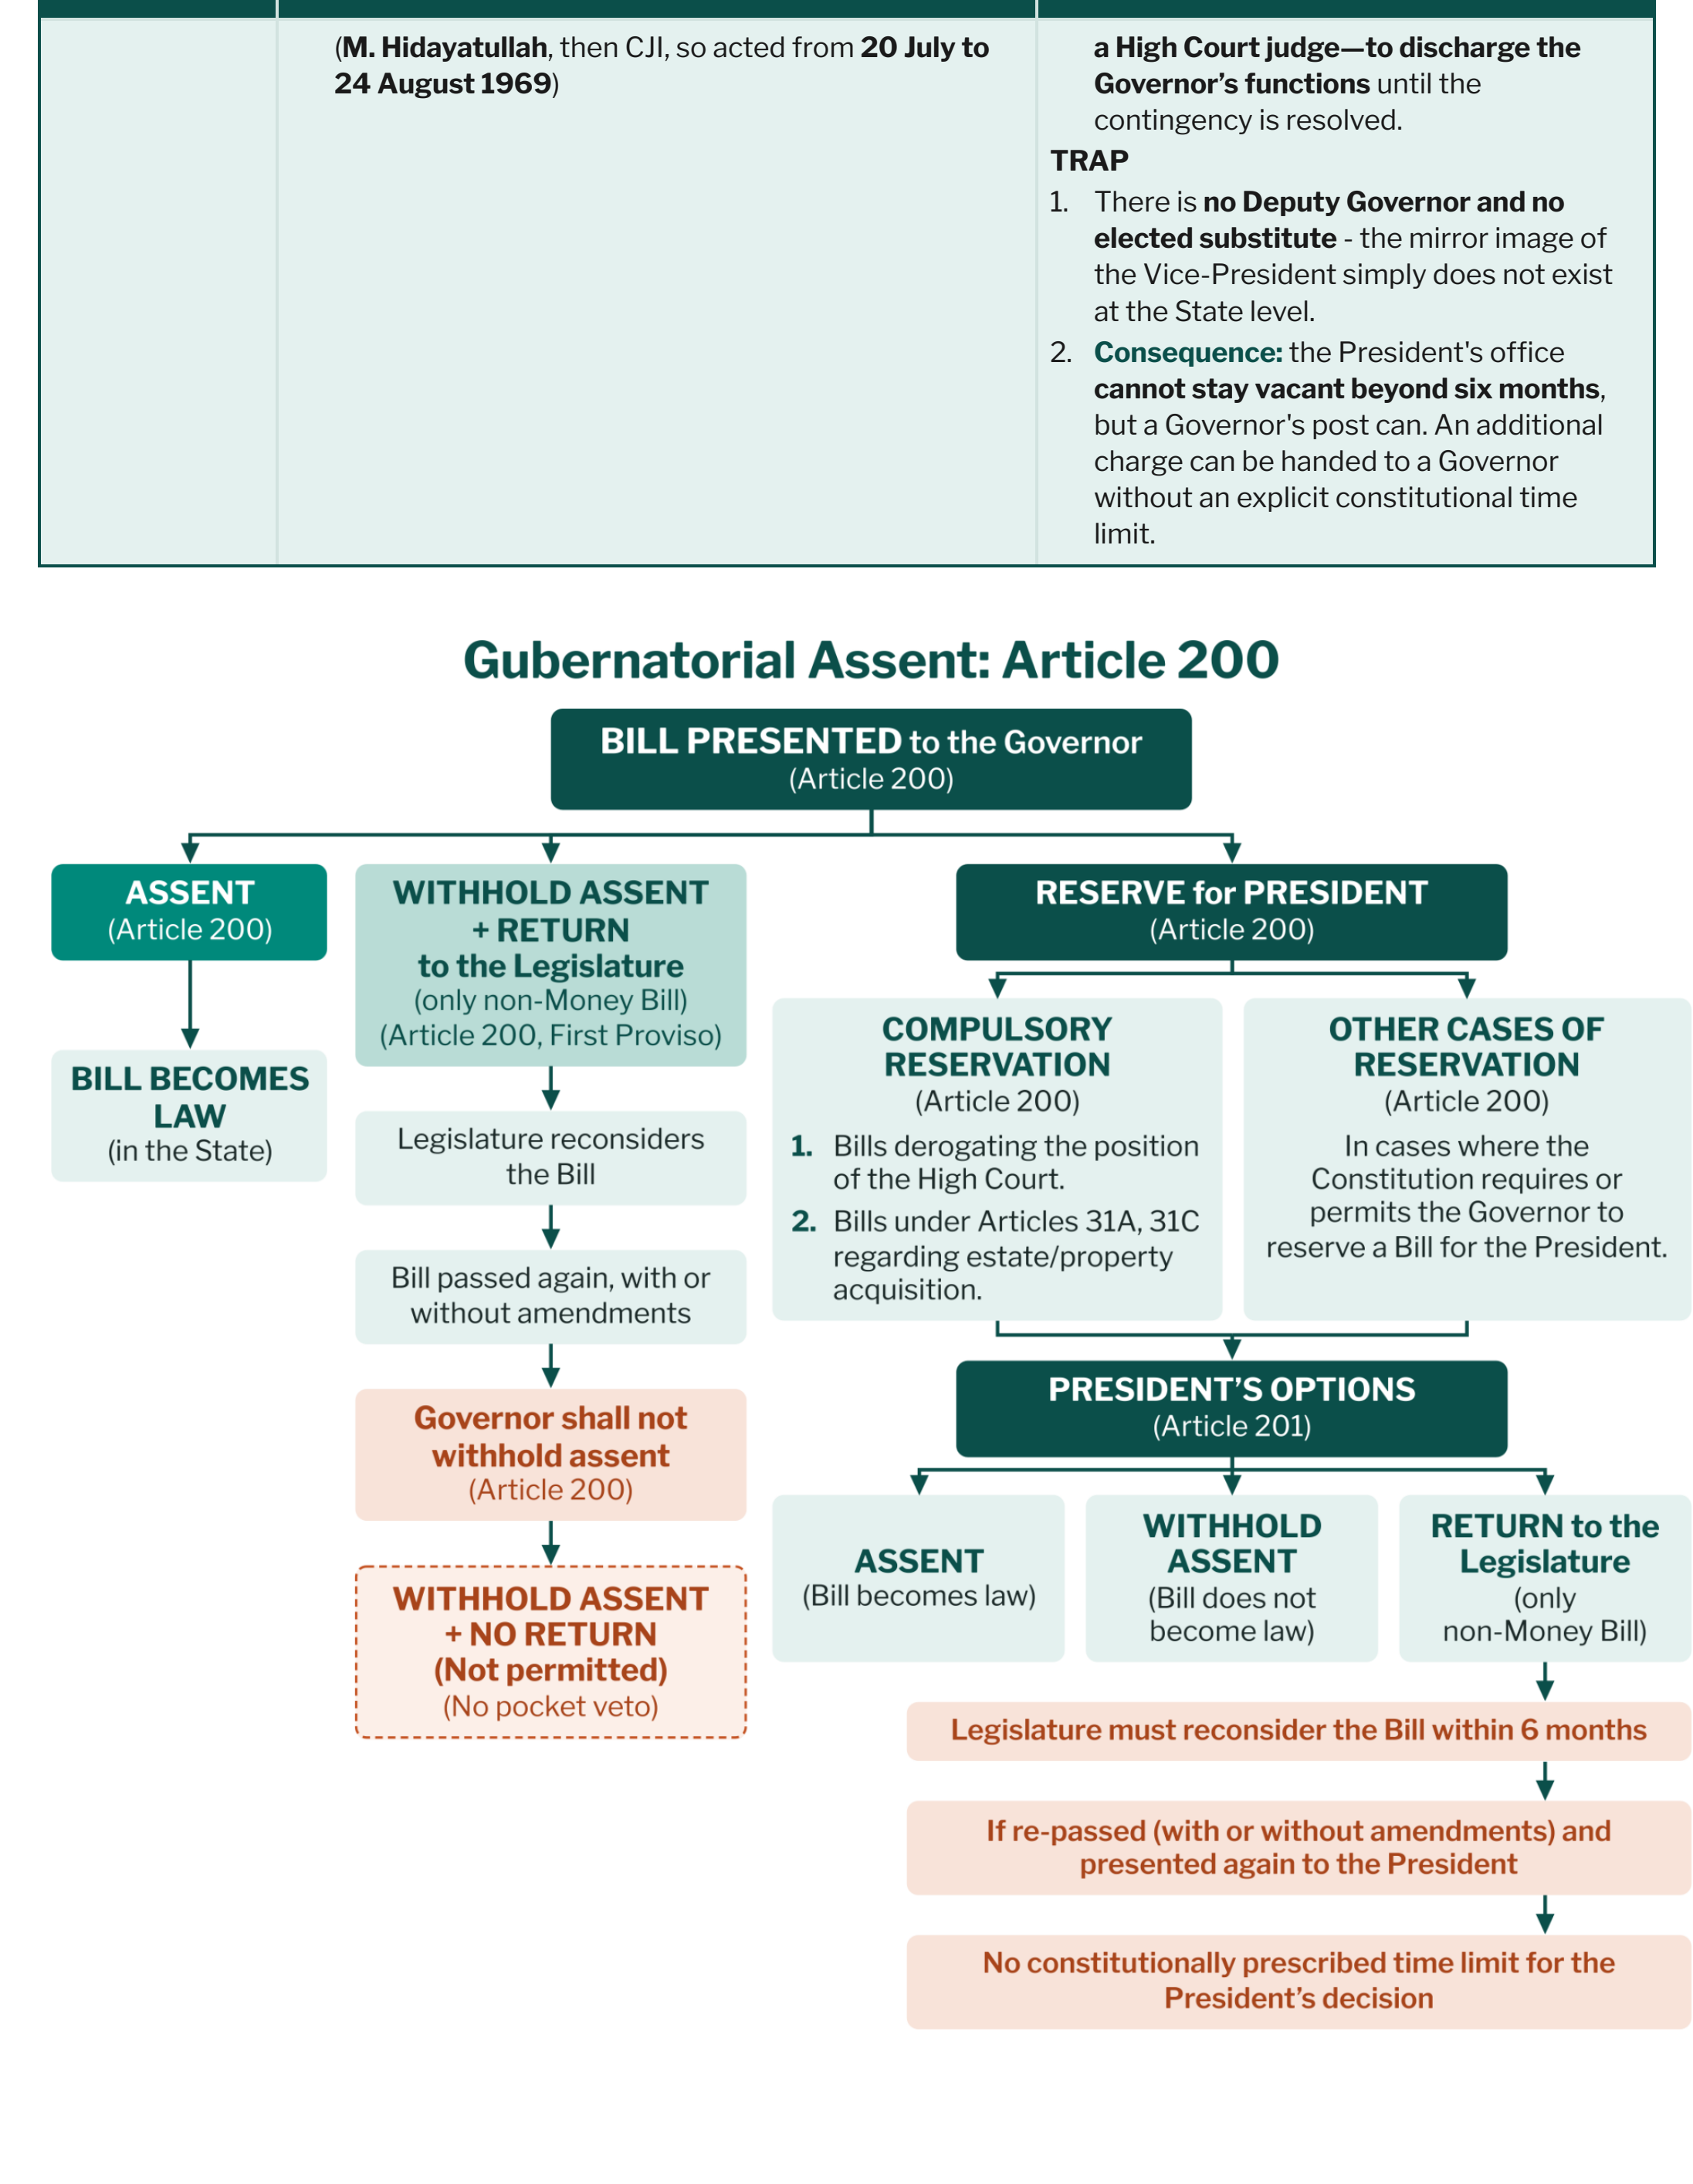 (M. Hidayatullah, then CJI, so acted from 20 July to
24 August 1969)
a High Court judge—to discharge the
Governor’s functions until the
contingency is resolved.
TRAP
1. There is no Deputy Governor and no
elected substitute - the mirror image of
the Vice-President simply does not exist
at the State level.
2. Consequence: the President's office
cannot stay vacant beyond six months,
but a Governor's post can. An additional
charge can be handed to a Governor
without an explicit constitutional time
limit.
Gubernatorial Assent: Article 200
BILL PRESENTED to the Governor
(Article 200)
ASSENT
(Article 200)
BILL BECOMES
LAW
(in the State)
WITHHOLD ASSENT
+ RETURN
to the Legislature
(only non-Money Bill)
(Article 200, First Proviso)
Legislature reconsiders
the Bill
Bill passed again, with or
without amendments
Governor shall not
withhold assent
(Article 200)
WITHHOLD ASSENT
+ NO RETURN
(Not permitted)
(No pocket veto)
RESERVE for PRESIDENT
(Article 200)
COMPULSORY
RESERVATION
(Article 200)
1. Bills derogating the position
of the High Court.
2. Bills under Articles 31A, 31C
regarding estate/property
acquisition.
OTHER CASES OF
RESERVATION
(Article 200)
In cases where the
Constitution requires or
permits the Governor to
reserve a Bill for the President.
PRESIDENT’S OPTIONS
(Article 201)
ASSENT
(Bill becomes law)
WITHHOLD
ASSENT
(Bill does not
become law)
RETURN to the
Legislature
(only
non-Money Bill)
Legislature must reconsider the Bill within 6 months
If re-passed (with or without amendments) and
presented again to the President
No constitutionally prescribed time limit for the
President’s decision